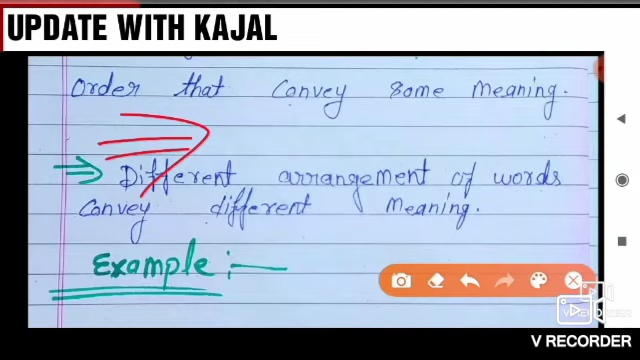 UPDATE WITH KAJAL
Order that Convey some meaning.
Different arrangement of words
Convey different meaning.
Example :-
V RECORDER